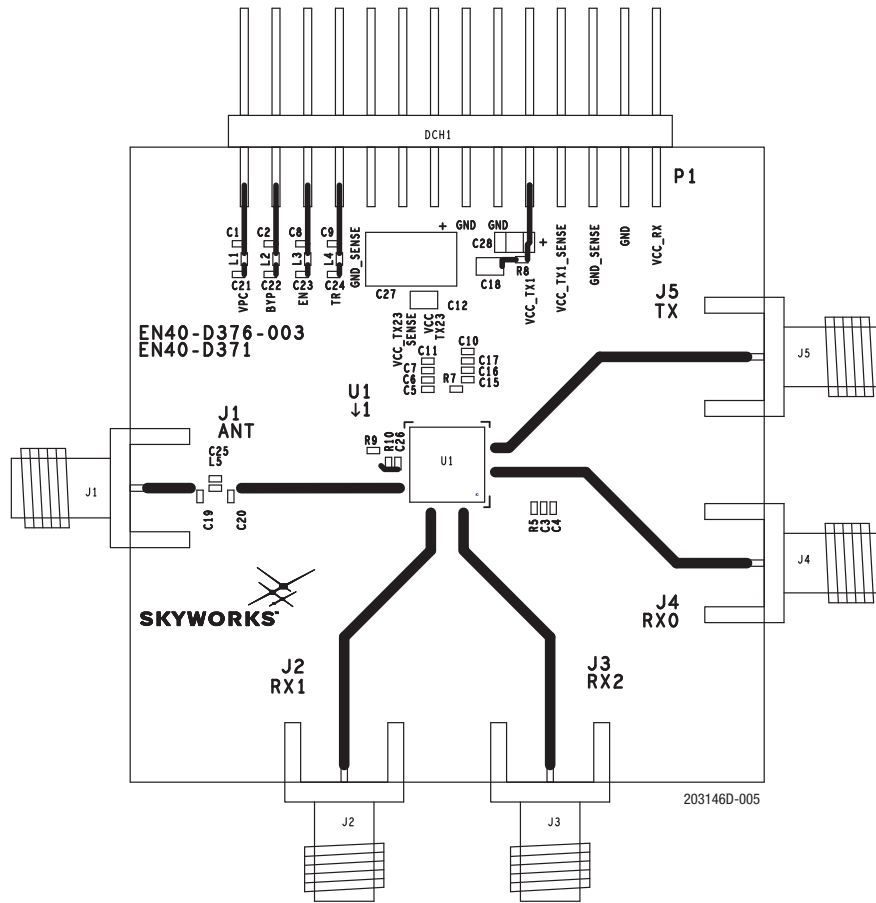 DCH1
P1
C1
C2
C8
C9
L1
L2
L3
L4
C21
C22
C23
C24
VPC
BYP
EN
TR
GND_SENSE
+ GND
GND
C28
+
R8
C18
C27
C12
VCC_TX23
SENSE
VCC
TX23
VCC_TX1
VCC_TX1_SENSE
GND_SENSE
GND
VCC_RX
EN40-D376-003
EN40-D371
C10
C11
C17
C7
C16
C6
C15
C5
R7
J5
TX
J5
U1
↓1
J1
ANT
R9
R10
C26
U1
C25
L5
J1
C19
C20
R5
C3
C4
J4
SKYWORKS™
J4
RX0
J2
RX1
J3
RX2
203146D-005
J2
J3